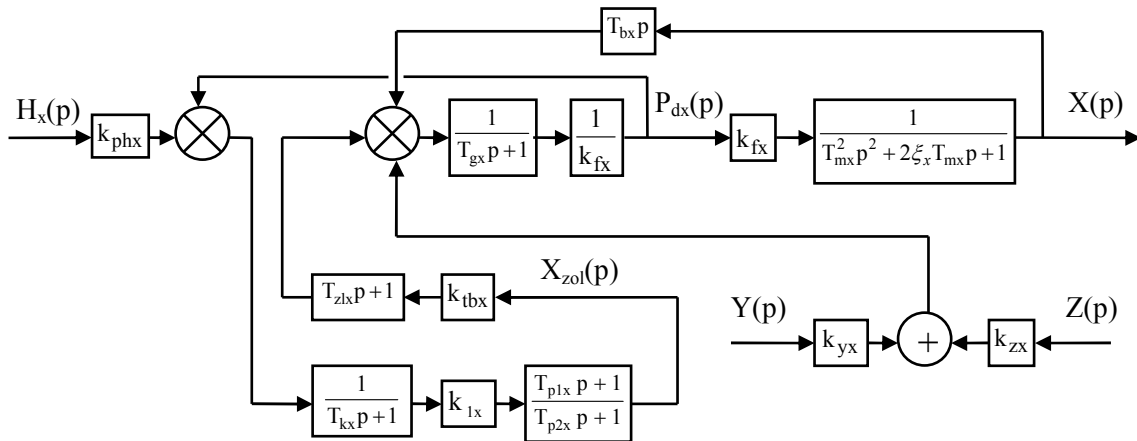 T_bx p
H_x(p)
P_dx(p)
X(p)
k_phx
1
T_gx p + 1
1
k_fx
k_fx
1
T_mx^2 p^2 + 2ξ_x T_mx p + 1
X_zol(p)
T_zlx p + 1
k_tbx
Y(p)
Z(p)
k_yx
+
k_zx
1
T_kx p + 1
k_1x
T_p1x p + 1
T_p2x p + 1